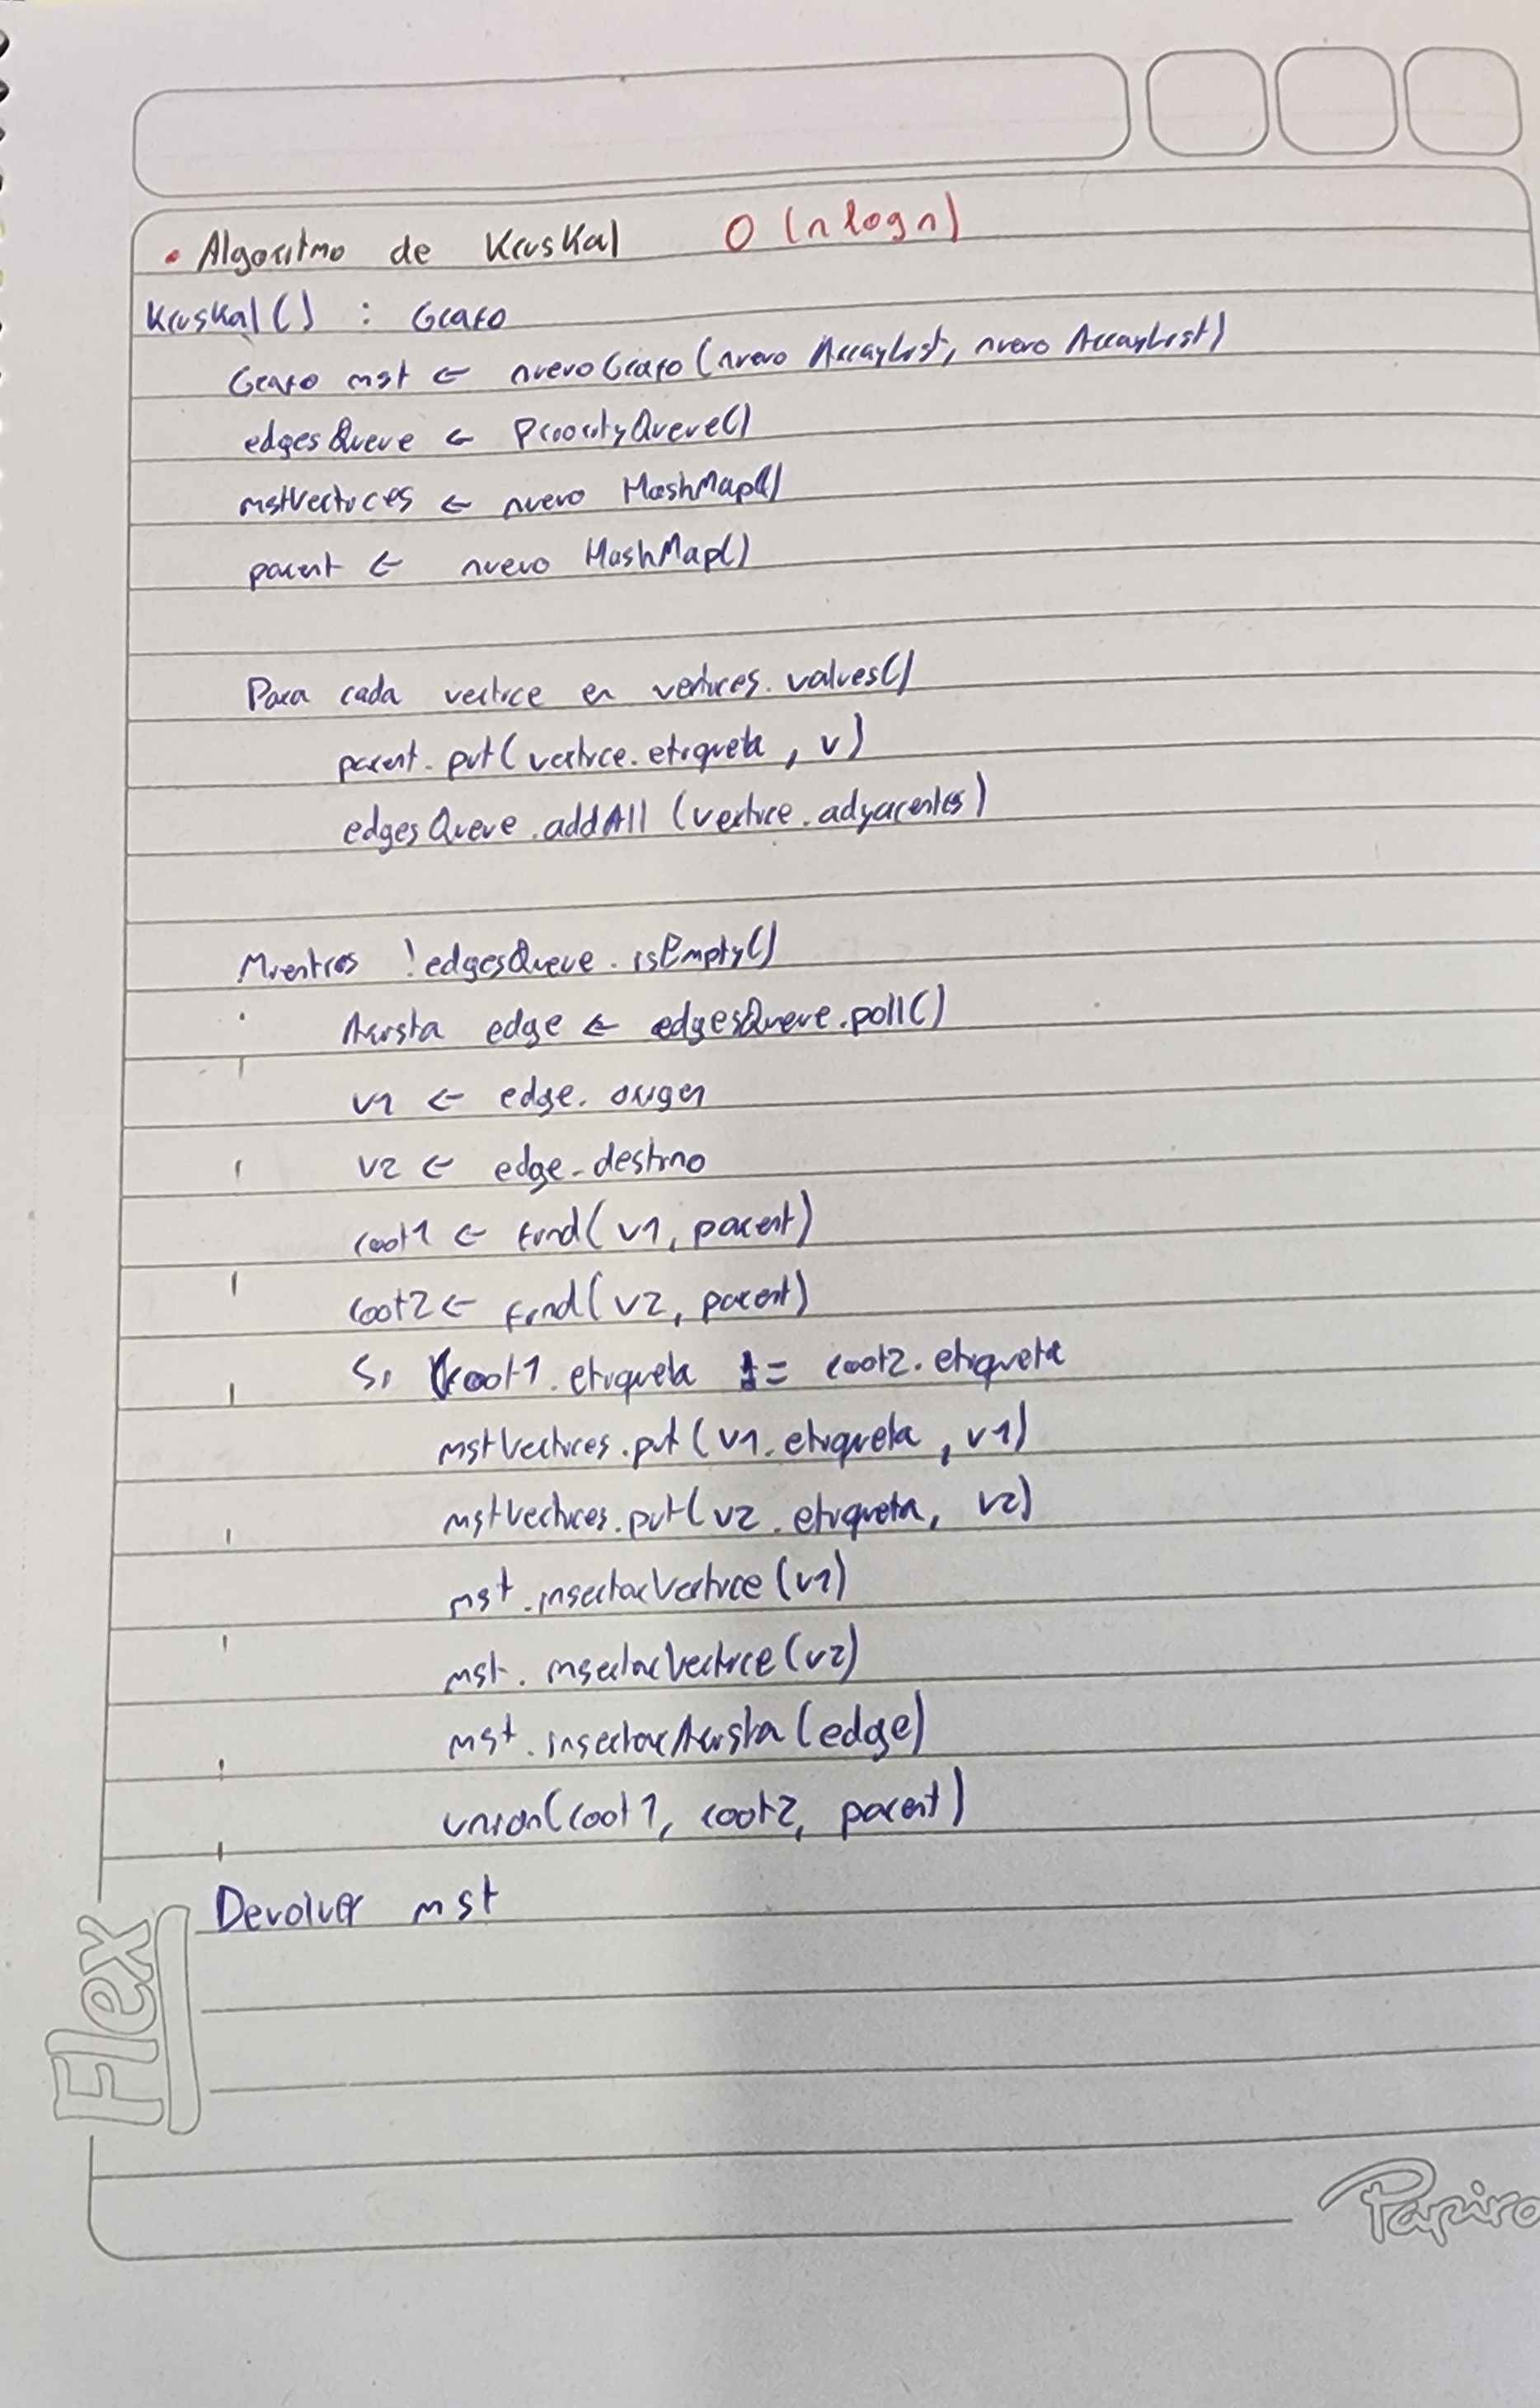 • Algoritmo de Kruskal O(n log n)
Kruskal() : Grafo
Grafo mst ← nuevo Grafo (nuevo ArrayList, nuevo ArrayList)
edgesQueue ← PriorityQueue()
mstVertices ← nuevo HashMap()
parent ← nuevo HashMap()
Para cada vertice en vertices.values()
parent.put(vertice.etiqueta, v)
edgesQueue.addAll(vertice.adyacentes)
Mientras !edgesQueue.isEmpty()
Arista edge ← edgesQueue.poll()
v1 ← edge.origen
v2 ← edge.destino
root1 ← find(v1, parent)
root2 ← find(v2, parent)
Si root1.etiqueta != root2.etiqueta
mstVertices.put(v1.etiqueta, v1)
mstVertices.put(v2.etiqueta, v2)
mst.insertarVertice(v1)
mst.insertarVertice(v2)
mst.insertarArista(edge)
union(root1, root2, parent)
Devolver mst
Flex
Papiro